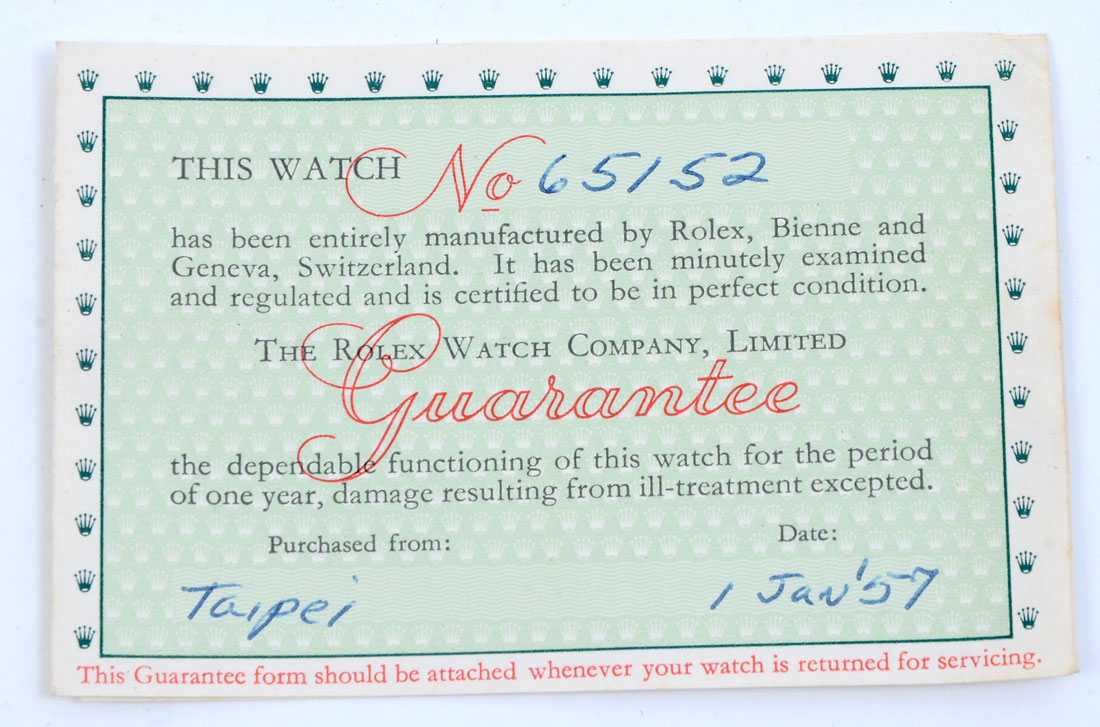 THIS WATCH No 65152
has been entirely manufactured by Rolex, Bienne and
Geneva, Switzerland. It has been minutely examined
and regulated and is certified to be in perfect condition.
THE ROLEX WATCH COMPANY, LIMITED
Guarantee
the dependable functioning of this watch for the period
of one year, damage resulting from ill-treatment excepted.
Purchased from: Date:
Taipei 1 Jan '57
This Guarantee form should be attached whenever your watch is returned for servicing.